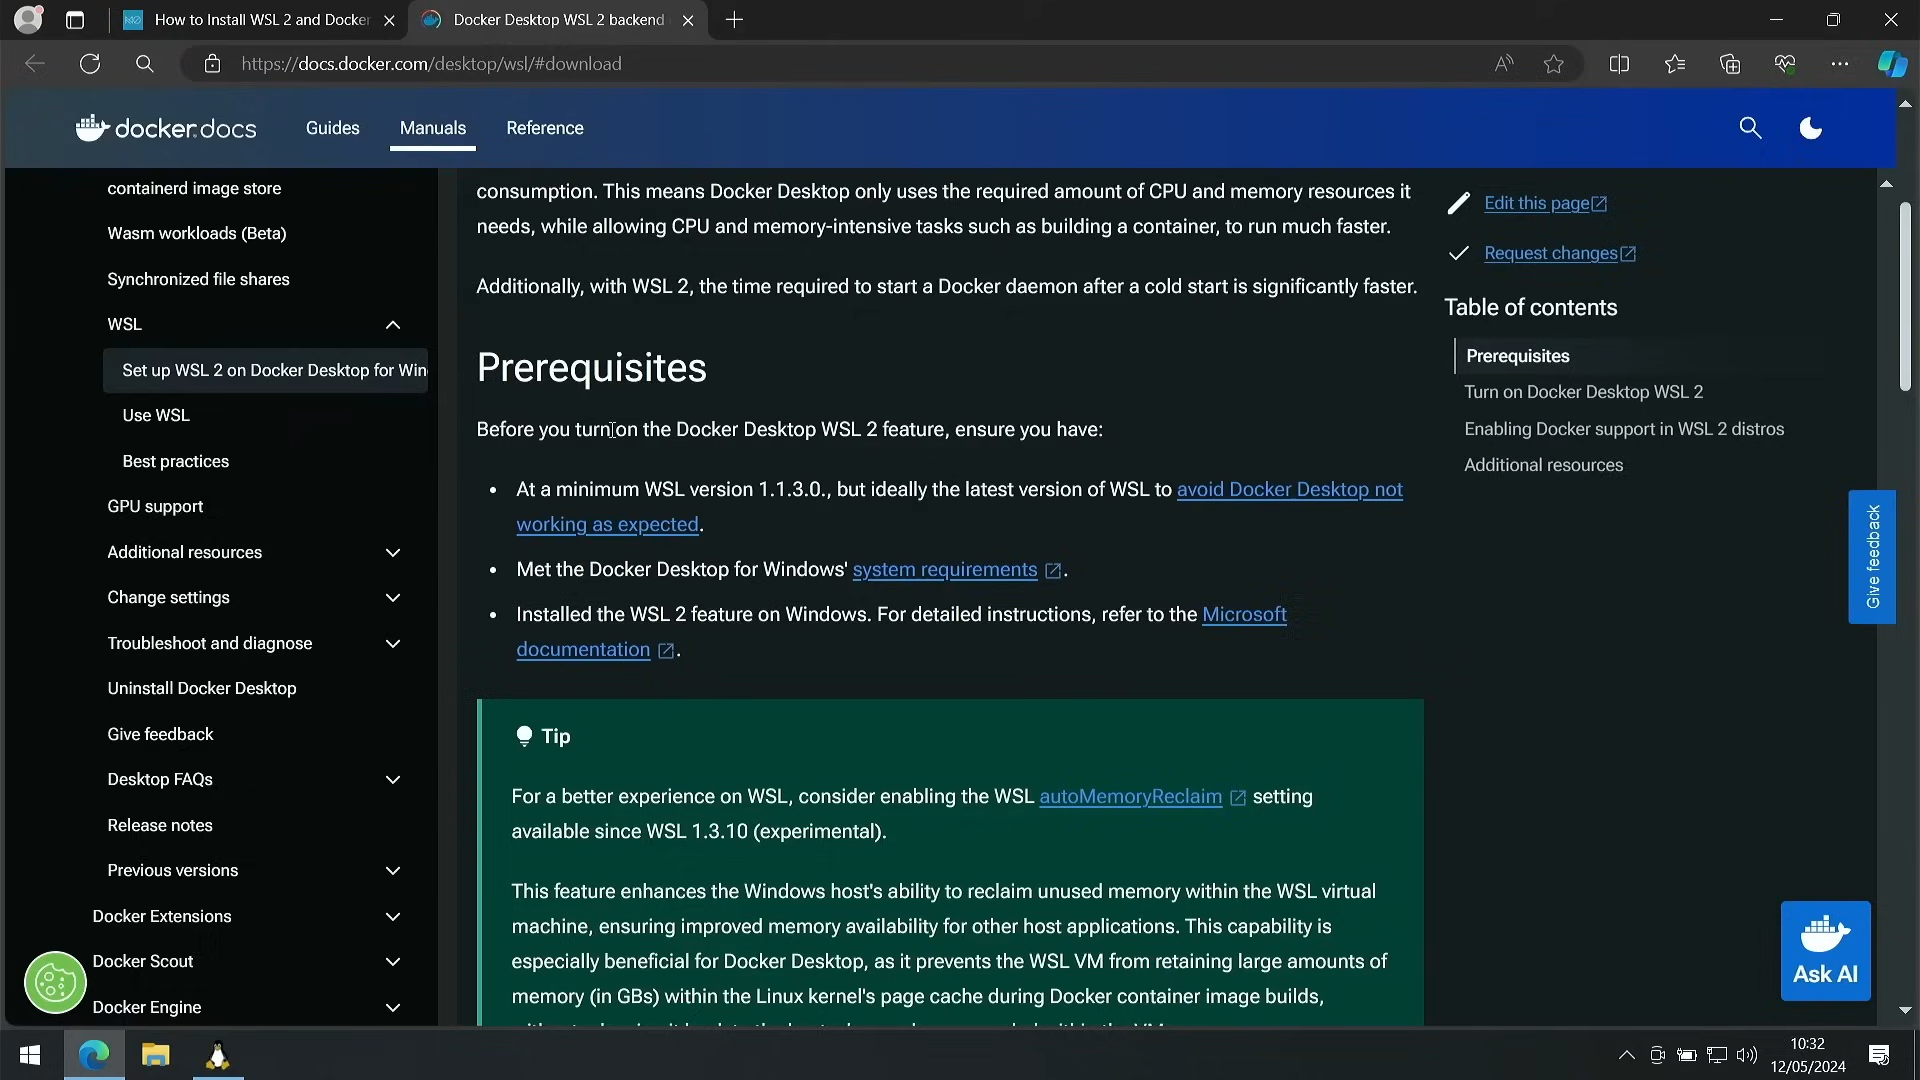 How to Install WSL 2 and Docker
Docker Desktop WSL 2 backend
https://docs.docker.com/desktop/wsl/#download
docker.docs
Guides
Manuals
Reference
containerd image store
Wasm workloads (Beta)
Synchronized file shares
WSL
Set up WSL 2 on Docker Desktop for Win
Use WSL
Best practices
GPU support
Additional resources
Change settings
Troubleshoot and diagnose
Uninstall Docker Desktop
Give feedback
Desktop FAQs
Release notes
Previous versions
Docker Extensions
Docker Scout
Docker Engine
consumption. This means Docker Desktop only uses the required amount of CPU and memory resources it
needs, while allowing CPU and memory-intensive tasks such as building a container, to run much faster.
Additionally, with WSL 2, the time required to start a Docker daemon after a cold start is significantly faster.
Prerequisites
Before you turn on the Docker Desktop WSL 2 feature, ensure you have:
• At a minimum WSL version 1.1.3.0., but ideally the latest version of WSL to avoid Docker Desktop not
working as expected.
• Met the Docker Desktop for Windows' system requirements.
• Installed the WSL 2 feature on Windows. For detailed instructions, refer to the Microsoft
documentation.
Tip
For a better experience on WSL, consider enabling the WSL autoMemoryReclaim setting
available since WSL 1.3.10 (experimental).
This feature enhances the Windows host's ability to reclaim unused memory within the WSL virtual
machine, ensuring improved memory availability for other host applications. This capability is
especially beneficial for Docker Desktop, as it prevents the WSL VM from retaining large amounts of
memory (in GBs) within the Linux kernel's page cache during Docker container image builds,
Edit this page
Request changes
Table of contents
Prerequisites
Turn on Docker Desktop WSL 2
Enabling Docker support in WSL 2 distros
Additional resources
Give feedback
Ask AI
10:32
12/05/2024